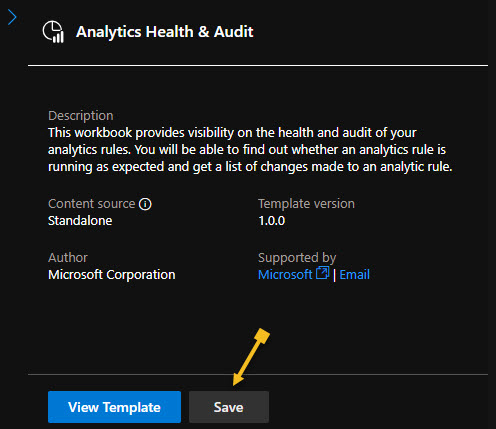 Analytics Health & Audit
Description
This workbook provides visibility on the health and audit of your
analytics rules. You will be able to find out whether an analytics rule is
running as expected and get a list of changes made to an analytic rule.
Content source
Template version
Standalone
1.0.0
Author
Supported by
Microsoft Corporation
Microsoft | Email
View Template
Save